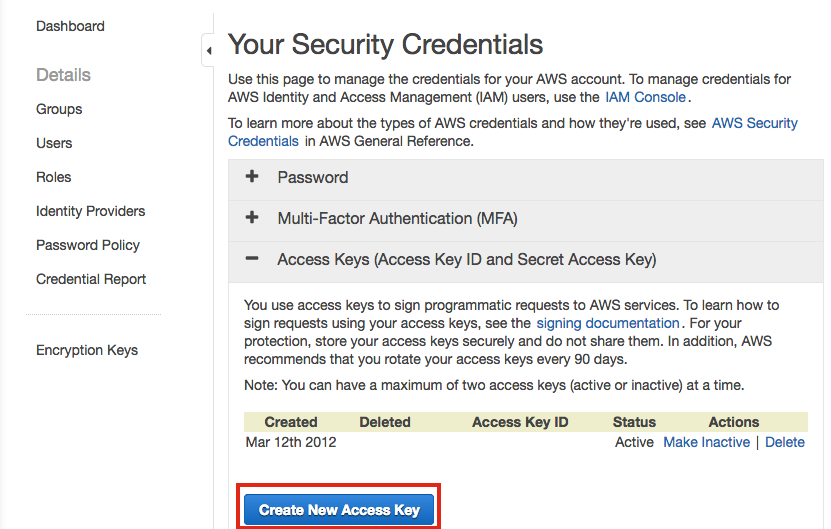 Dashboard
Details
Groups
Users
Roles
Identity Providers
Password Policy
Credential Report
Encryption Keys
Your Security Credentials
Use this page to manage the credentials for your AWS account. To manage credentials for
AWS Identity and Access Management (IAM) users, use the IAM Console.
To learn more about the types of AWS credentials and how they're used, see AWS Security
Credentials in AWS General Reference.
+ Password
+ Multi-Factor Authentication (MFA)
− Access Keys (Access Key ID and Secret Access Key)
You use access keys to sign programmatic requests to AWS services. To learn how to
sign requests using your access keys, see the signing documentation. For your
protection, store your access keys securely and do not share them. In addition, AWS
recommends that you rotate your access keys every 90 days.
Note: You can have a maximum of two access keys (active or inactive) at a time.
Created Deleted Access Key ID Status Actions
Mar 12th 2012 Active Make Inactive | Delete
Create New Access Key